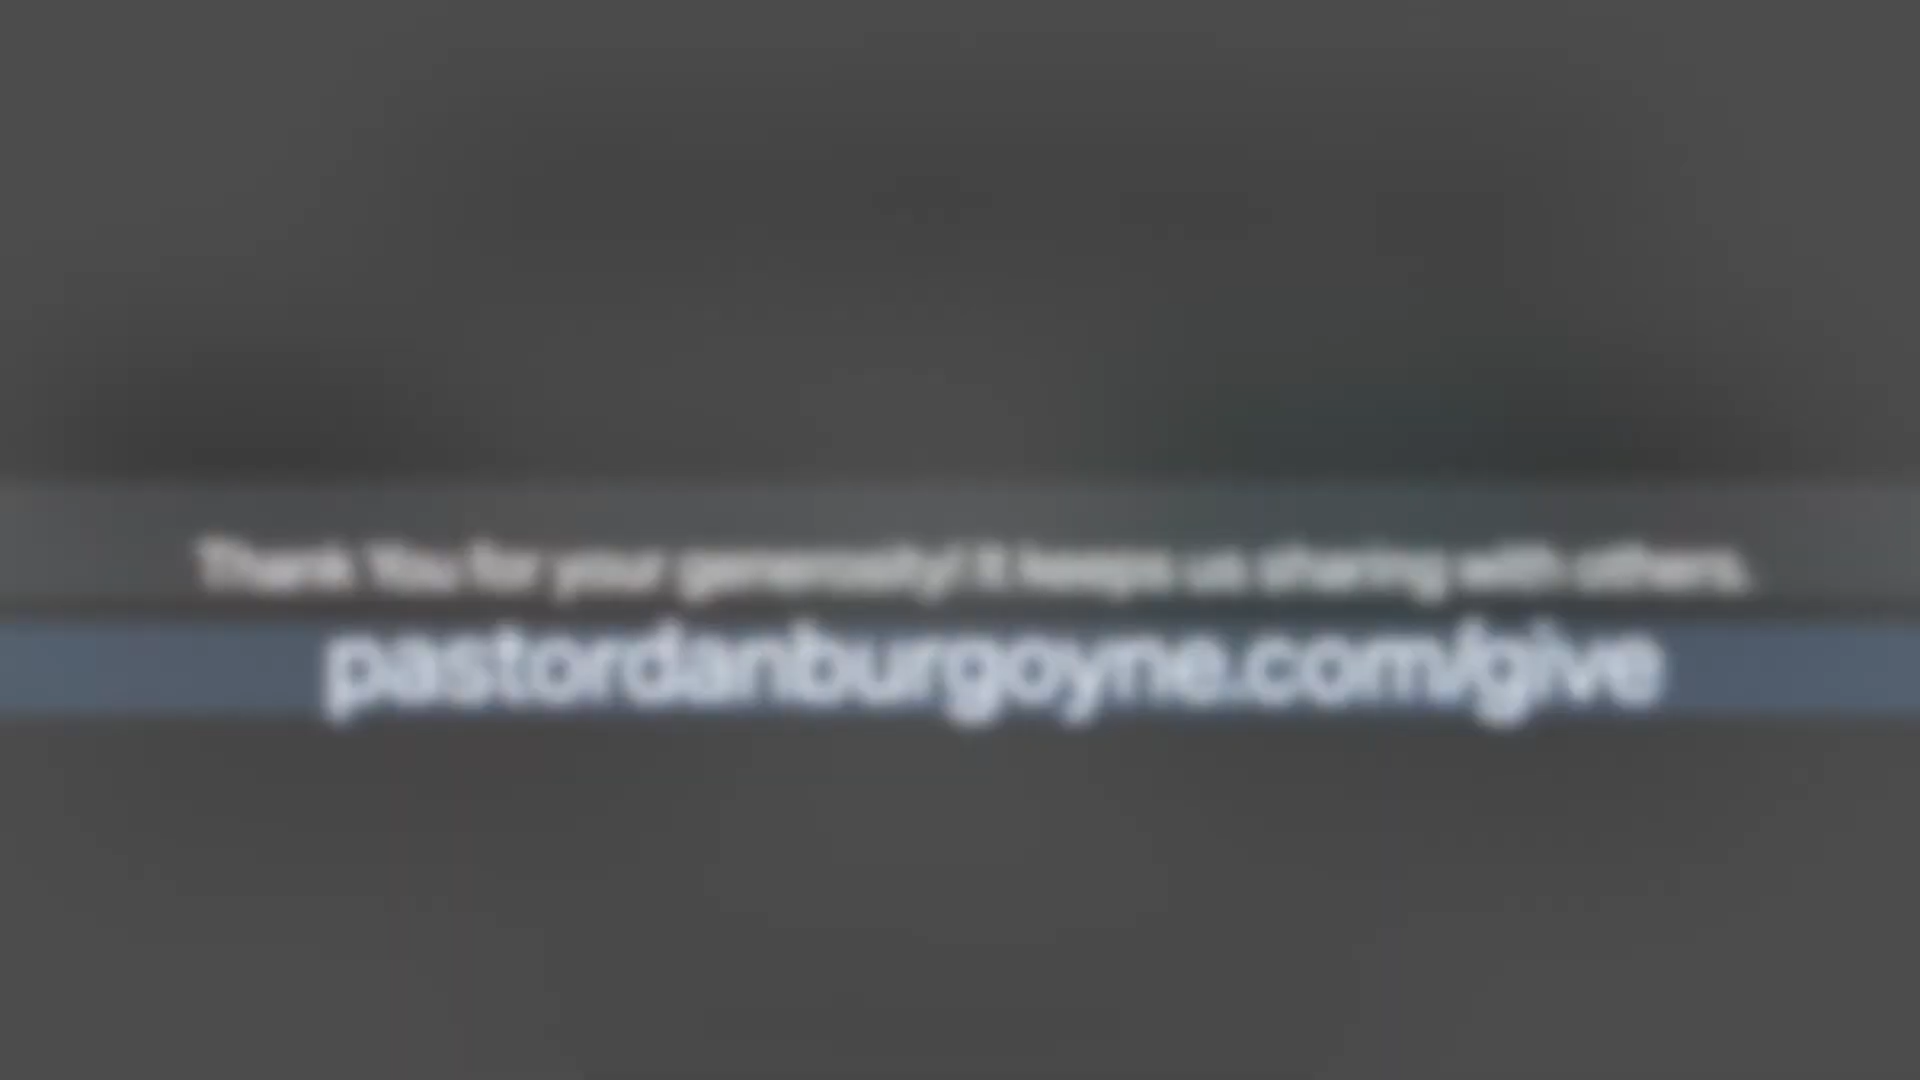 Thank You for your generosity! It keeps us sharing with others.
pastordanburgoyne.com/give